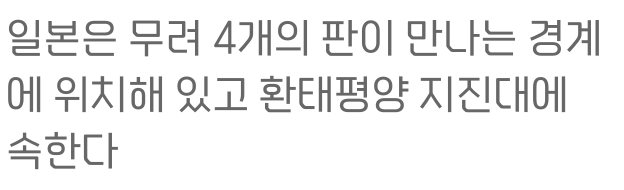 일본은 무려 4개의 판이 만나는 경계
에 위치해 있고 환태평양 지진대에
속한다